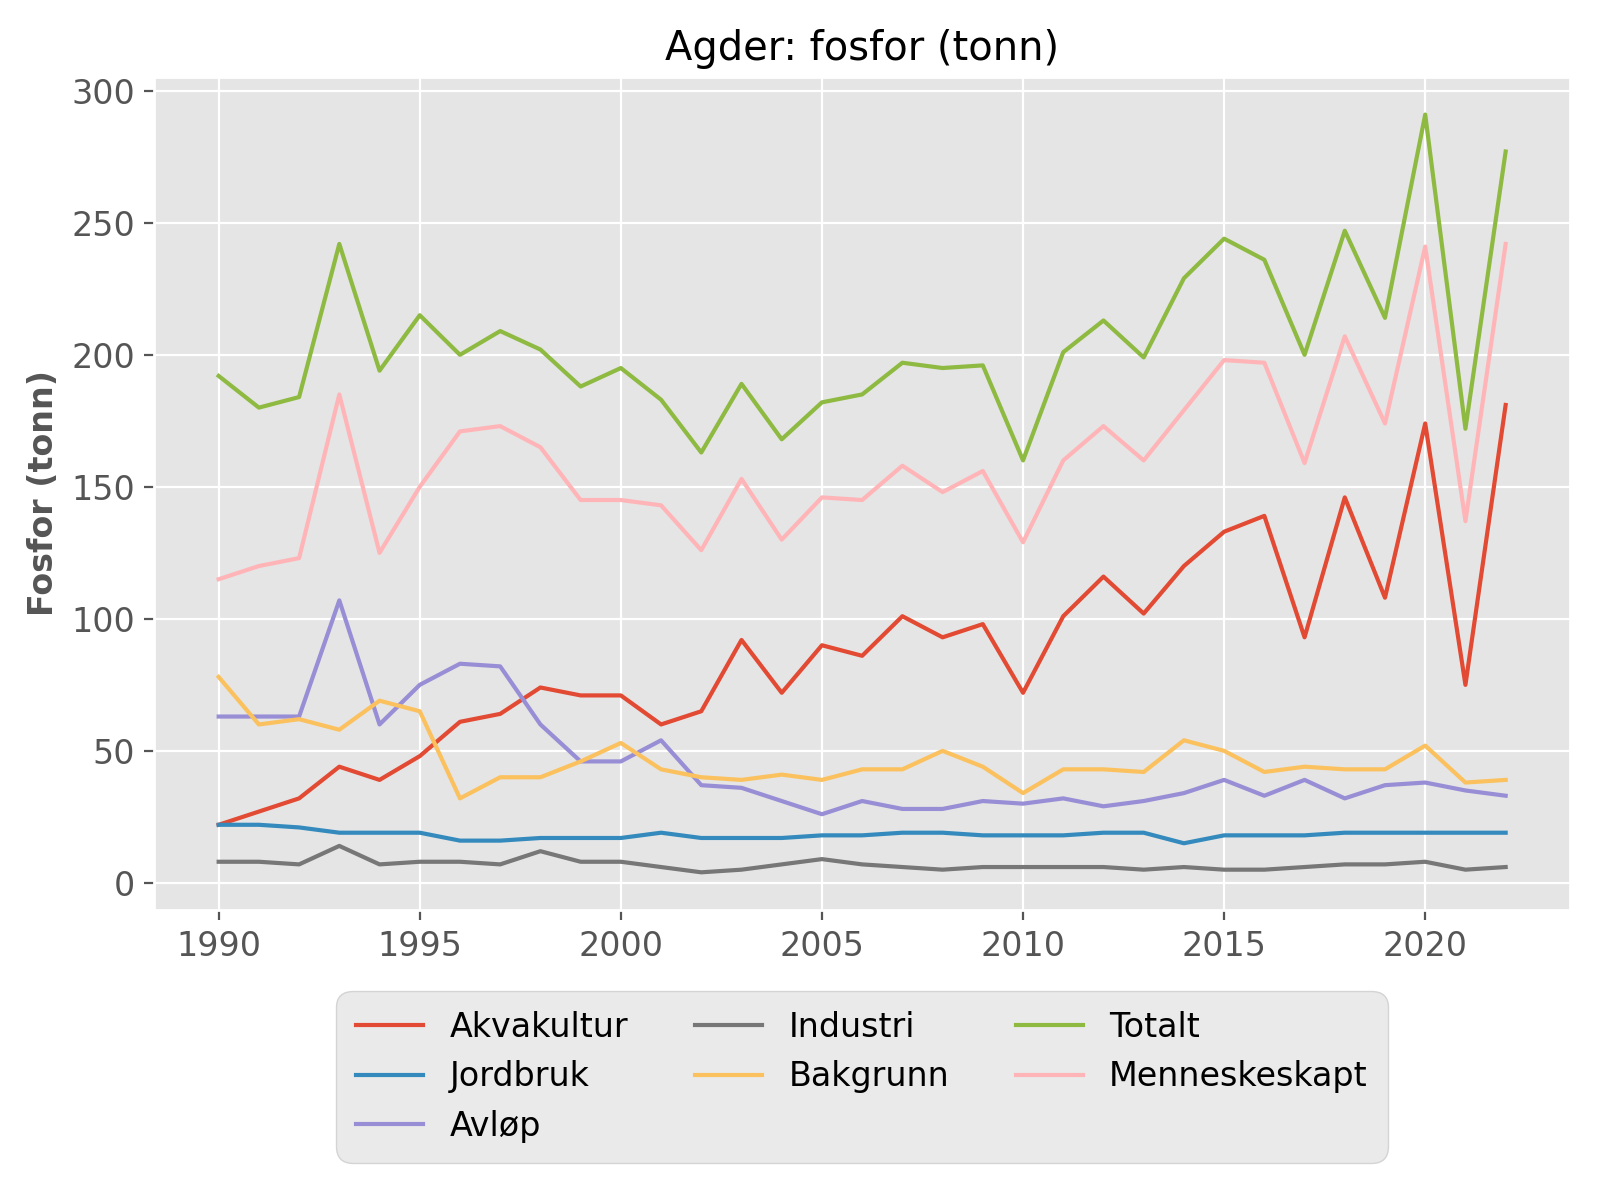 Agder: fosfor (tonn)
Fosfor (tonn)
300
250
200
150
100
50
0
1990 1995 2000 2005 2010 2015 2020
Akvakultur Industri Totalt
Jordbruk Bakgrunn Menneskeskapt
Avløp